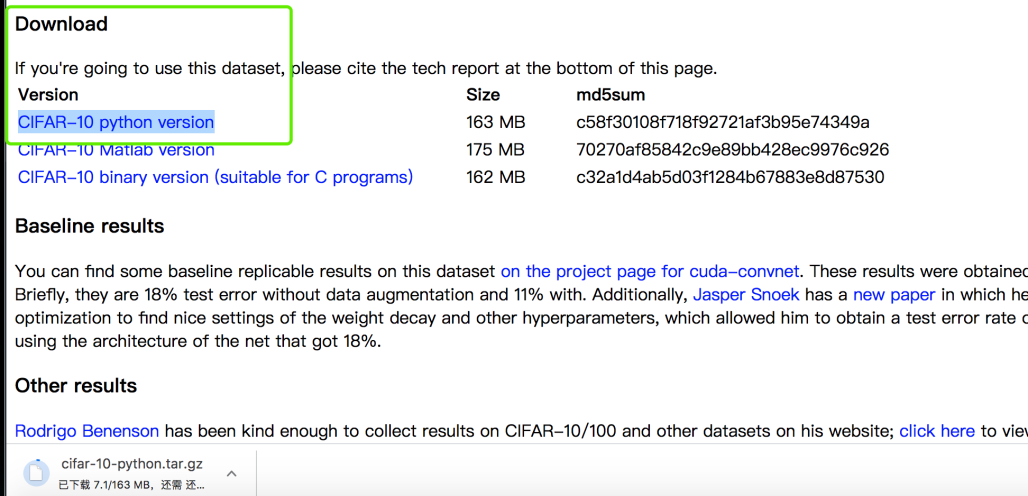 Download
If you're going to use this dataset, please cite the tech report at the bottom of this page.
Version Size md5sum
CIFAR-10 python version 163 MB c58f30108f718f92721af3b95e74349a
CIFAR-10 Matlab version 175 MB 70270af85842c9e89bb428ec9976c926
CIFAR-10 binary version (suitable for C programs) 162 MB c32a1d4ab5d03f1284b67883e8d87530
Baseline results
You can find some baseline replicable results on this dataset on the project page for cuda-convnet. These results were obtained
Briefly, they are 18% test error without data augmentation and 11% with. Additionally, Jasper Snoek has a new paper in which he
optimization to find nice settings of the weight decay and other hyperparameters, which allowed him to obtain a test error rate
using the architecture of the net that got 18%.
Other results
Rodrigo Benenson has been kind enough to collect results on CIFAR-10/100 and other datasets on his website; click here to
cifar-10-python.tar.gz
已下载 7.1/163 MB，还需 还...